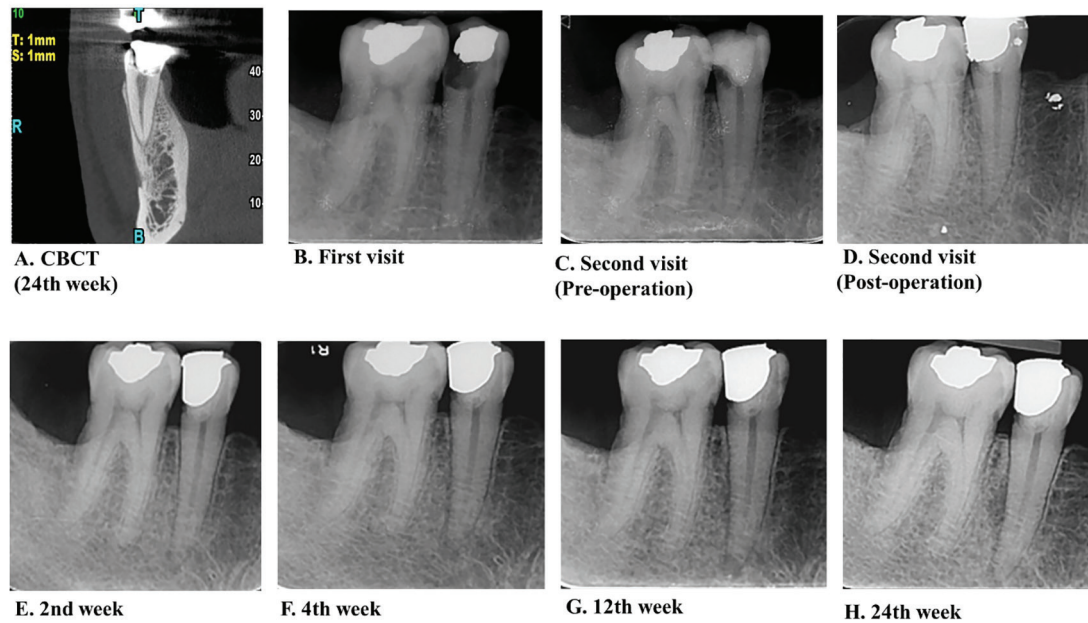 10
T
T: 1mm
S: 1mm
R
40
30
20
10
B
A. CBCT
(24th week)
B. First visit
C. Second visit
(Pre-operation)
D. Second visit
(Post-operation)
R1
E. 2nd week
F. 4th week
G. 12th week
H. 24th week